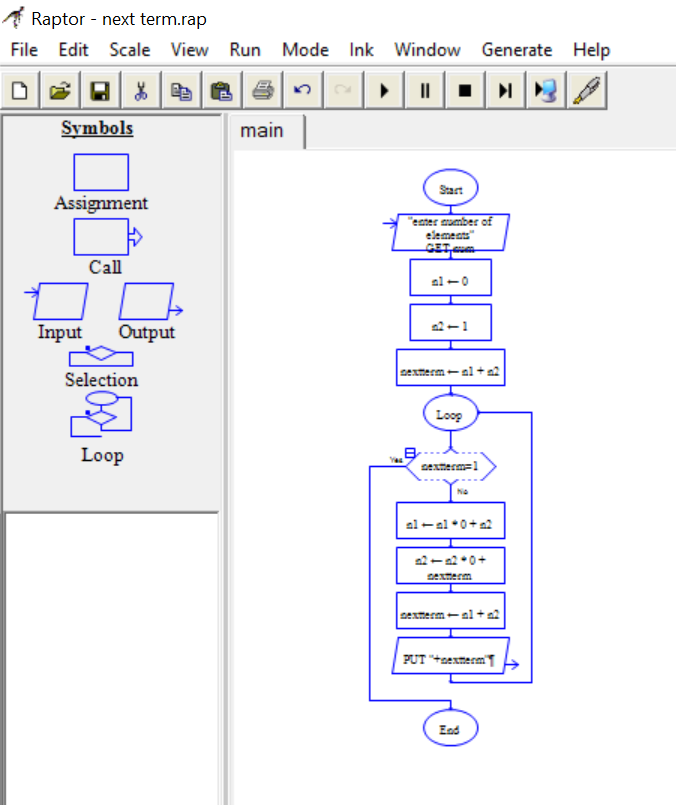 Raptor - next term.rap
File Edit Scale View Run Mode Ink Window Generate Help
Symbols
Assignment
Call
Input Output
Selection
Loop
main
Start
"enter number of
elements"
GET num
n1 ← 0
n2 ← 1
nextterm ← n1 + n2
Loop
Yes
nextterm=1
No
n1 ← n1 * 0 + n2
n2 ← n2 * 0 +
nextterm
nextterm ← n1 + n2
PUT "+nextterm"¶
End